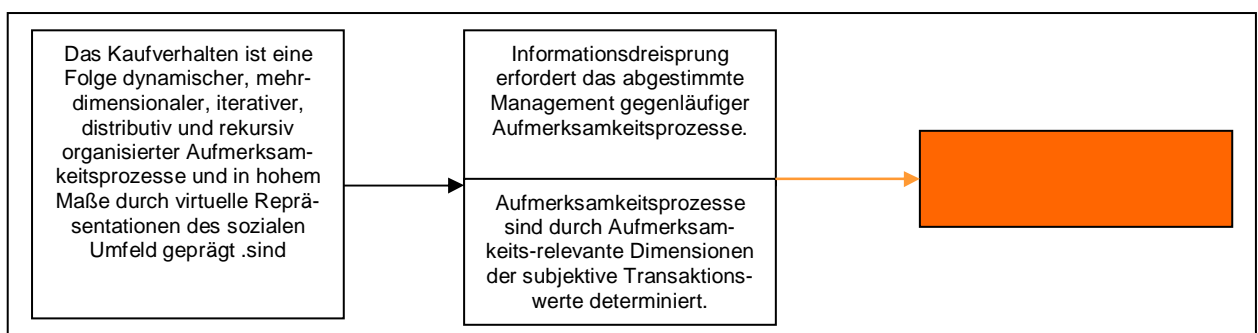 Das Kaufverhalten ist eine
Folge dynamischer, mehr-
dimensionaler, iterativer,
distributiv und rekursiv
organisierter Aufmerksam-
keitsprozesse und in hohem
Maße durch virtuelle Reprä-
sentationen des sozialen
Umfeld geprägt .sind
Informationsdreisprung
erfordert das abgestimmte
Management gegenläufiger
Aufmerksamkeitsprozesse.
Aufmerksamkeitsprozesse
sind durch Aufmerksam-
keits-relevante Dimensionen
der subjektive Transaktions-
werte determiniert.